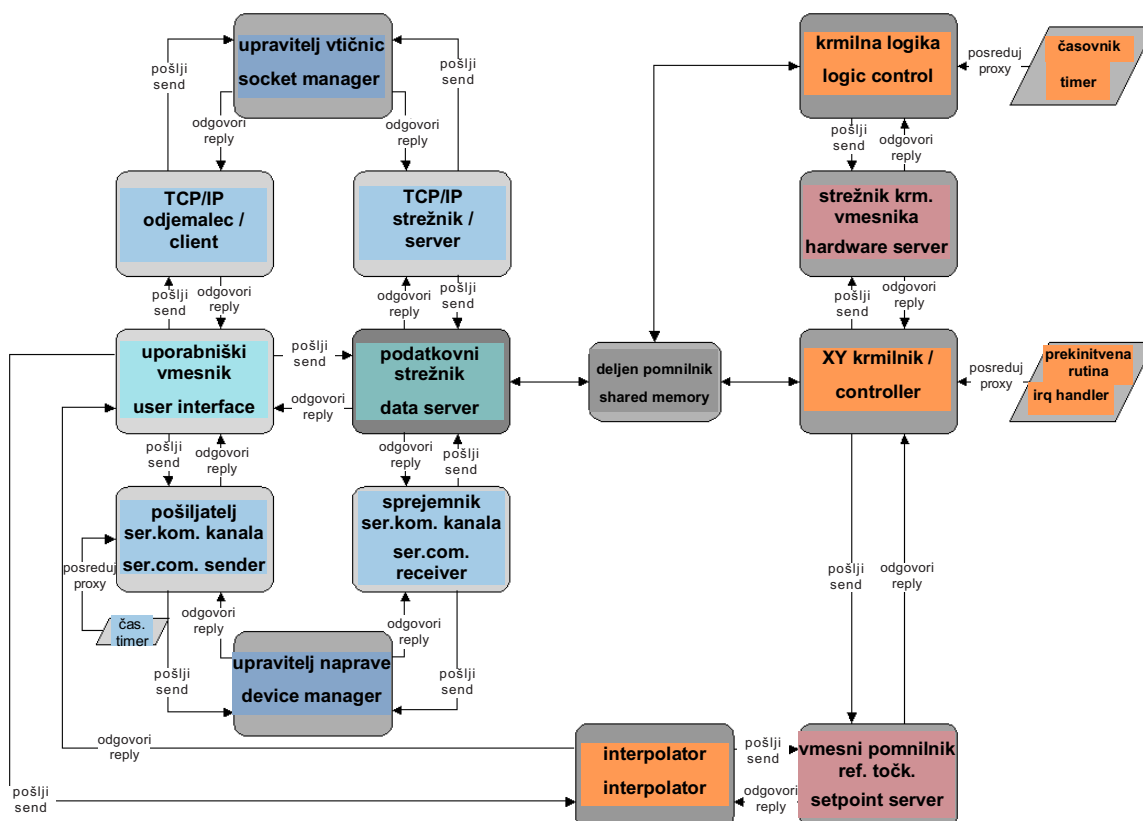 upravitelj vtičnic
socket manager
krmilna logika
logic control
časovnik
timer
posreduj
proxy
pošlji
send
pošlji
send
odgovori
reply
odgovori
reply
pošlji
send
odgovori
reply
TCP/IP
odjemalec /
client
TCP/IP
strežnik /
server
strežnik krm.
vmesnika
hardware server
pošlji
send
odgovori
reply
odgovori
reply
pošlji
send
pošlji
send
odgovori
reply
uporabniški
vmesnik
user interface
pošlji
send
odgovori
reply
podatkovni
strežnik
data server
deljen pomnilnik
shared memory
XY krmilnik /
controller
posreduj
proxy
prekinitvena
rutina
irq handler
pošlji
send
odgovori
reply
odgovori
reply
pošlji
send
pošiljatelj
ser.kom. kanala
ser.com. sender
sprejemnik
ser.kom. kanala
ser.com.
receiver
posreduj
proxy
čas.
timer
odgovori
reply
odgovori
reply
pošlji
send
odgovori
reply
pošlji
send
upravitelj naprave
device manager
pošlji
send
odgovori
reply
interpolator
interpolator
pošlji
send
odgovori
reply
vmesni pomnilnik
ref. točk.
setpoint server
pošlji
send